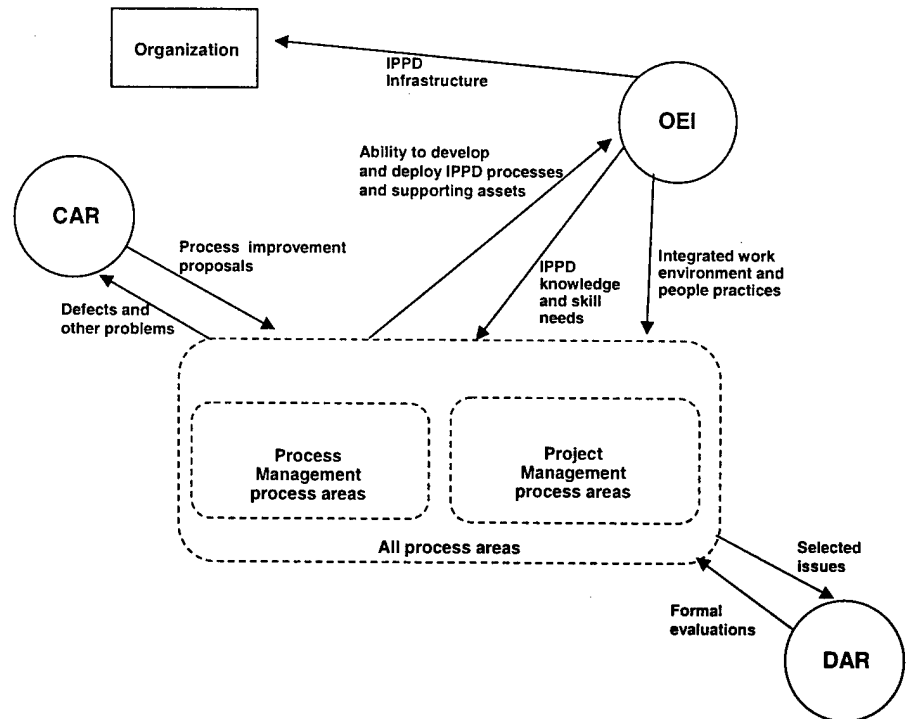 Organization
IPPD
Infrastructure
OEI
Ability to develop
and deploy IPPD processes
and supporting assets
CAR
Process improvement
proposals
Defects and
other problems
IPPD
knowledge
and skill
needs
Integrated work
environment and
people practices
Process
Management
process areas
Project
Management
process areas
All process areas
Selected
issues
Formal
evaluations
DAR